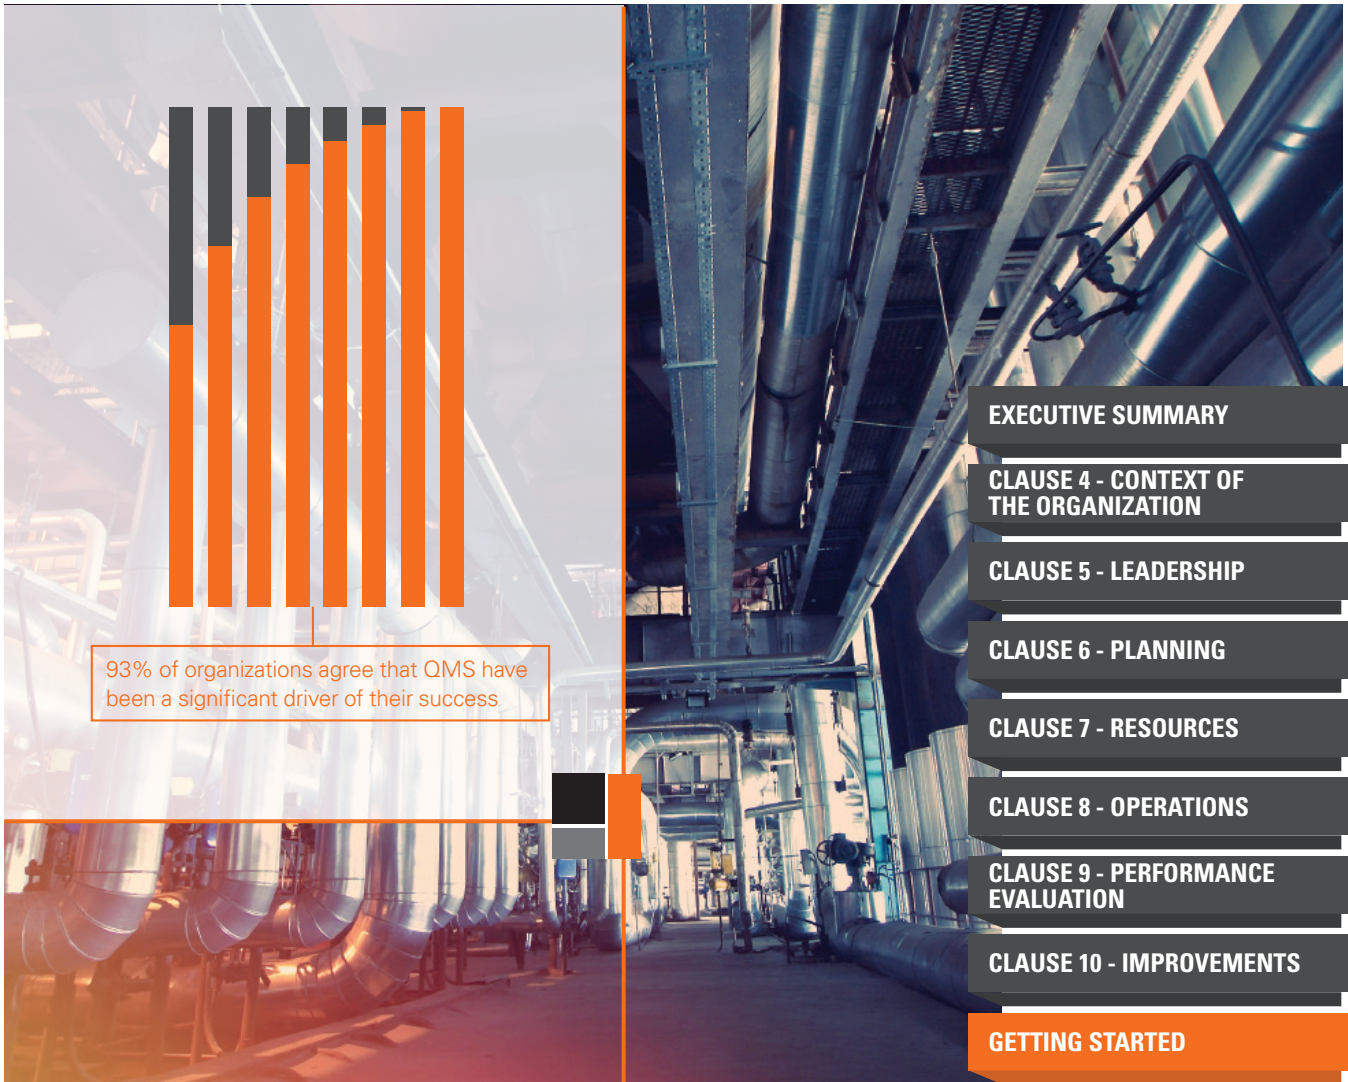 93% of organizations agree that QMS have
been a significant driver of their success
EXECUTIVE SUMMARY
CLAUSE 4 - CONTEXT OF
THE ORGANIZATION
CLAUSE 5 - LEADERSHIP
CLAUSE 6 - PLANNING
CLAUSE 7 - RESOURCES
CLAUSE 8 - OPERATIONS
CLAUSE 9 - PERFORMANCE
EVALUATION
CLAUSE 10 - IMPROVEMENTS
GETTING STARTED